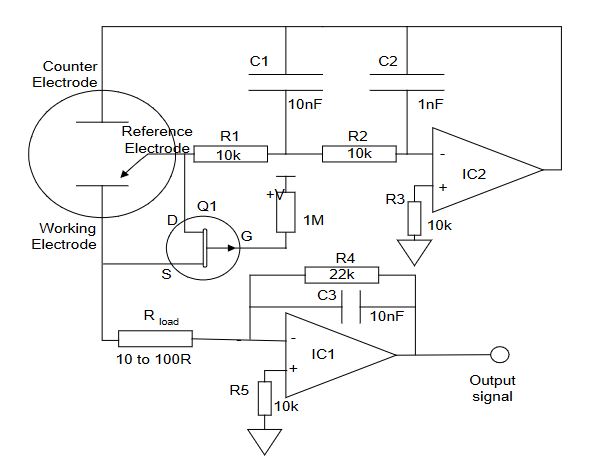 C1
C2
Counter
Electrode
10nF
1nF
Reference
Electrode
R1
R2
10k
10k
-
IC2
+
+V
R3
10k
Q1
D
1M
G
Working
Electrode
S
R4
22k
C3
10nF
R load
-
-
IC1
10 to 100R
+
R5
10k
Output
signal